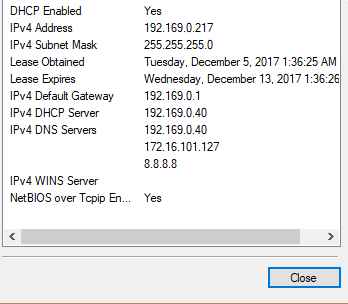 DHCP Enabled Yes
IPv4 Address 192.169.0.217
IPv4 Subnet Mask 255.255.255.0
Lease Obtained Tuesday, December 5, 2017 1:36:25 AM
Lease Expires Wednesday, December 13, 2017 1:36:26
IPv4 Default Gateway 192.169.0.1
IPv4 DHCP Server 192.169.0.40
IPv4 DNS Servers 192.169.0.40
172.16.101.127
8.8.8.8
IPv4 WINS Server
NetBIOS over Tcpip En... Yes
Close